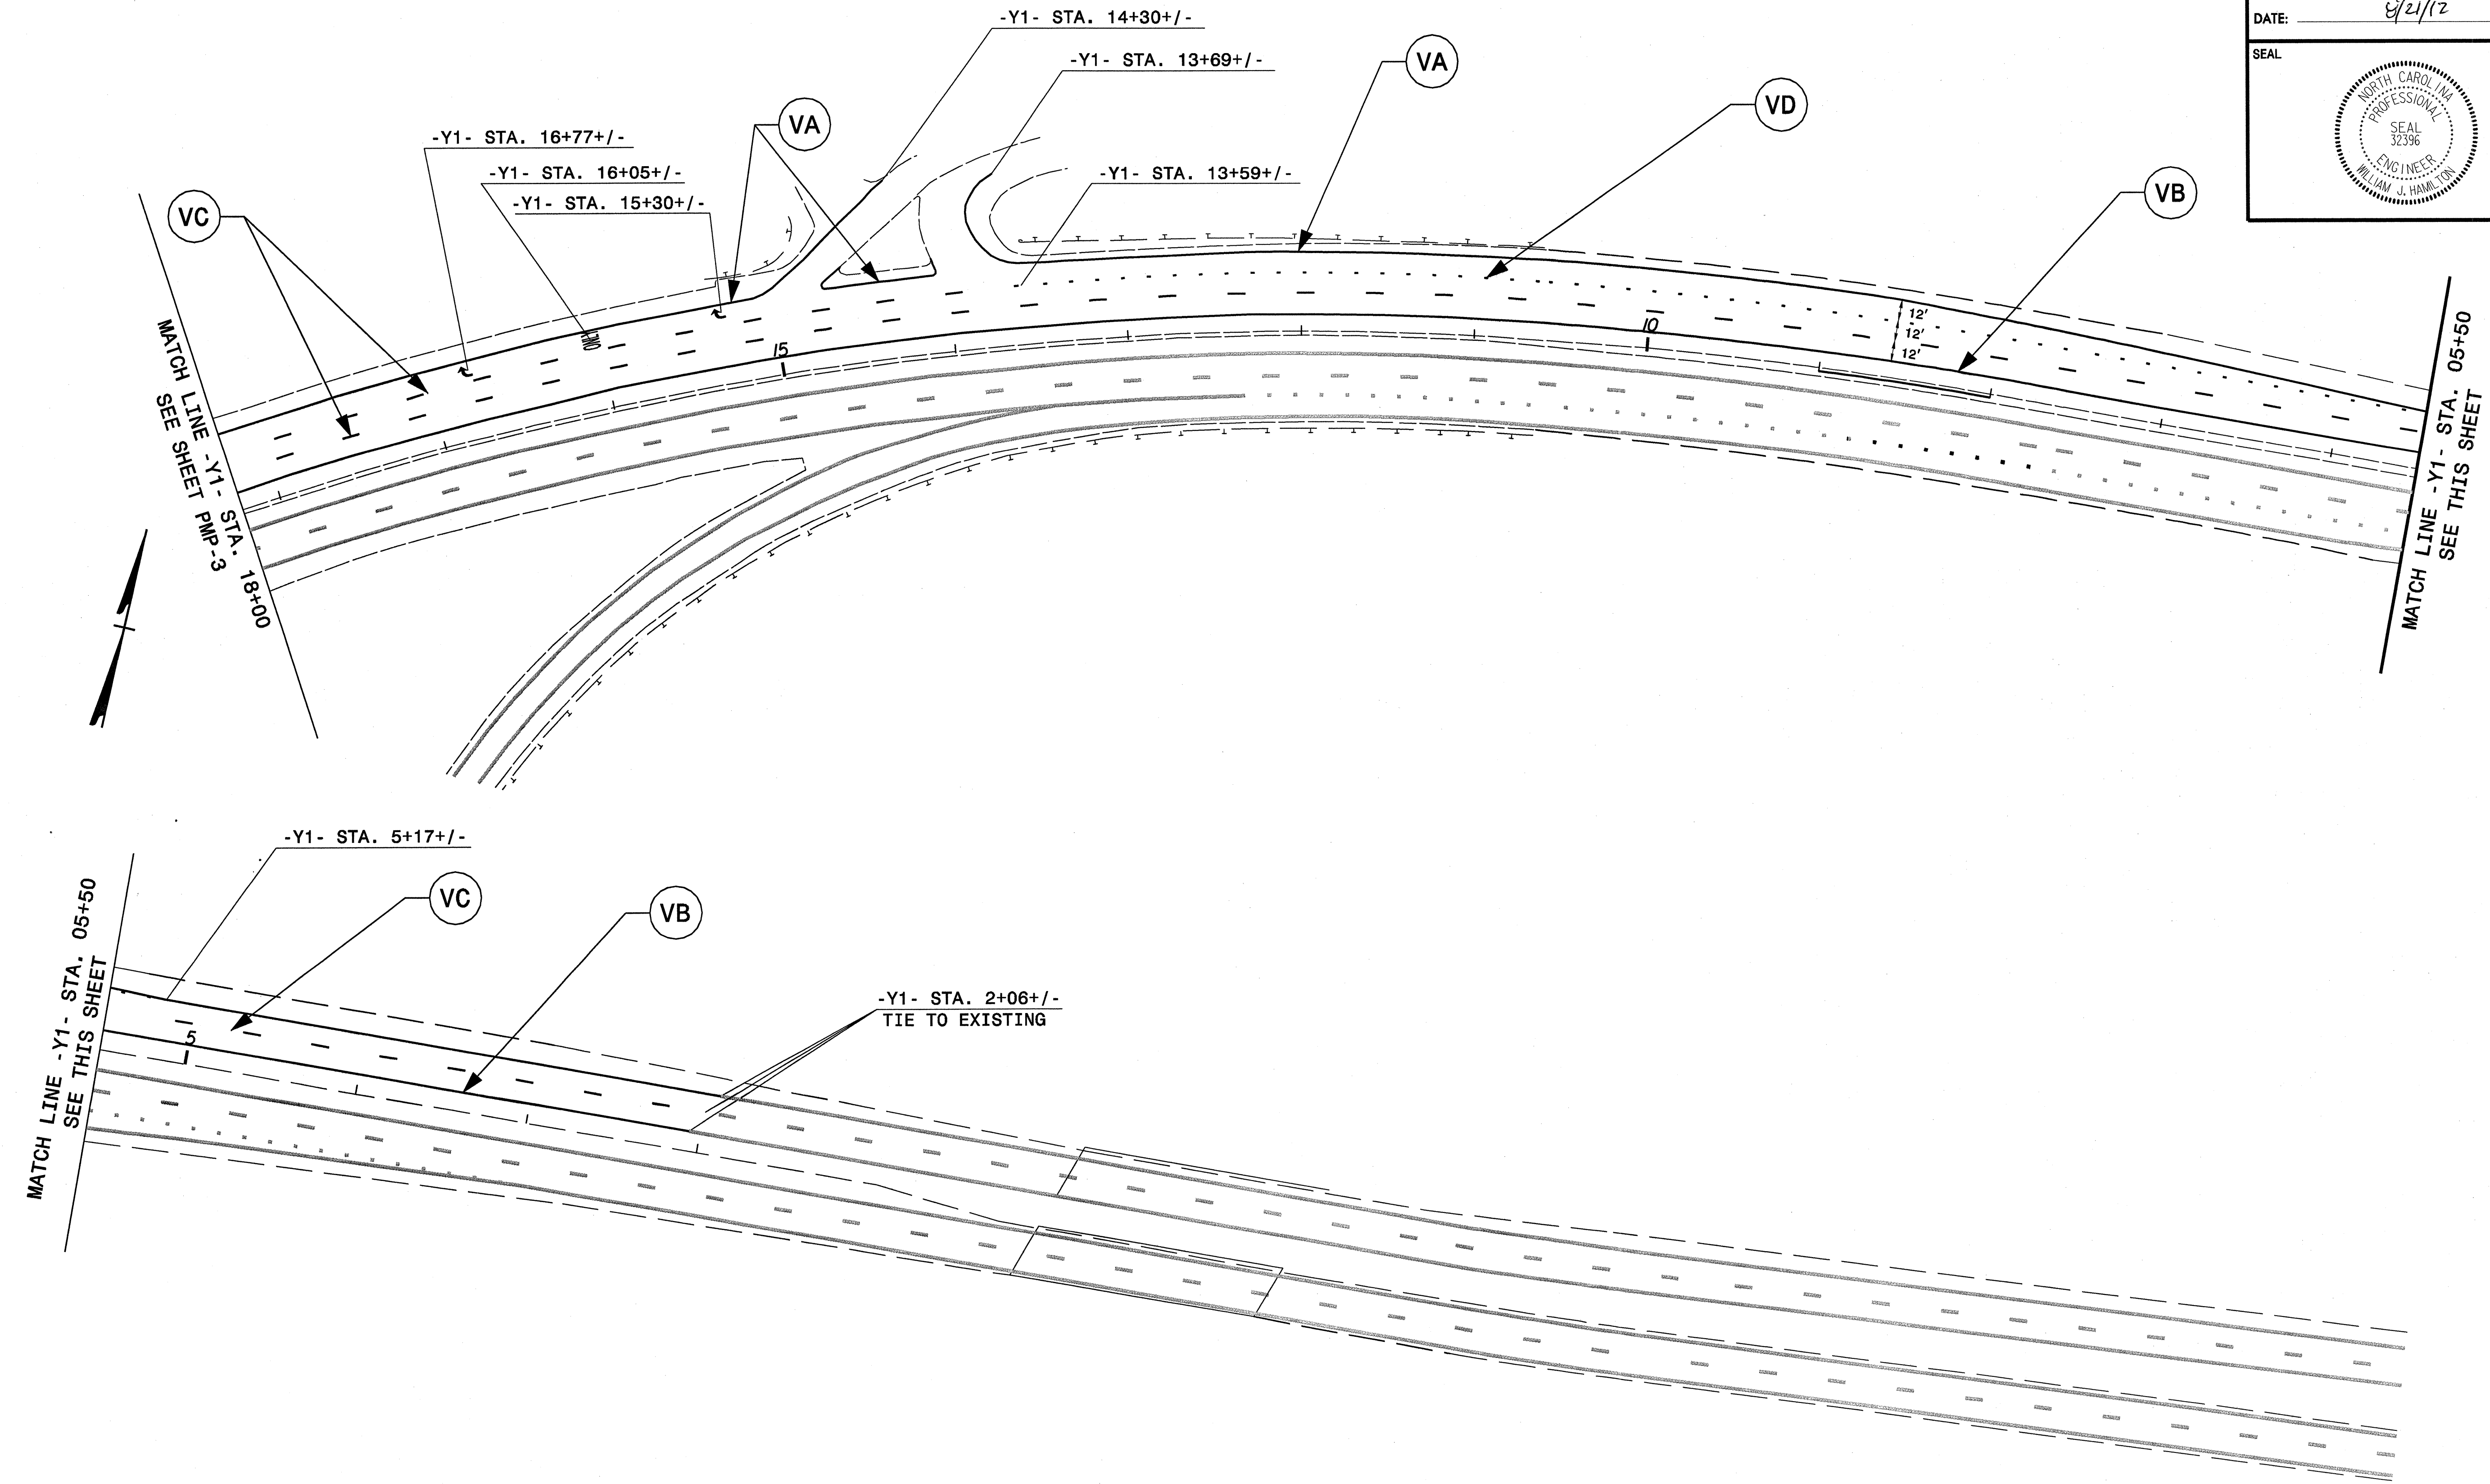 DATE: 8/21/12
SEAL
NORTH CAROLINA
PROFESSIONAL
SEAL
32396
ENGINEER
WILLIAM J. HAMILTON
-Y1- STA. 14+30+/-
-Y1- STA. 13+69+/-
VA
VD
VA
-Y1- STA. 16+77+/-
-Y1- STA. 16+05+/-
-Y1- STA. 13+59+/-
-Y1- STA. 15+30+/-
VB
VC
ONLY
15
10
12'
12'
12'
MATCH LINE -Y1- STA. 18+00
SEE SHEET PMP-3
MATCH LINE -Y1- STA. 05+50
SEE THIS SHEET
-Y1- STA. 5+17+/-
VC
VB
-Y1- STA. 2+06+/-
TIE TO EXISTING
5
MATCH LINE -Y1- STA. 05+50
SEE THIS SHEET